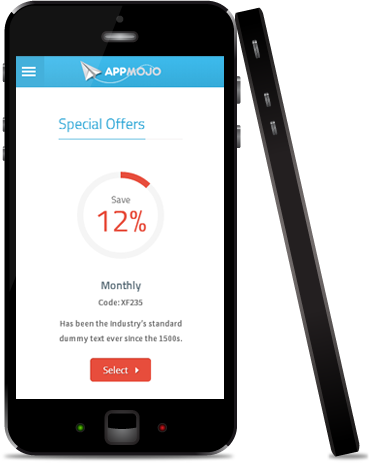 APPMOJO
Special Offers
Save
12%
Monthly
Code: XF235
Has been the industry's standard
dummy text ever since the 1500s.
Select